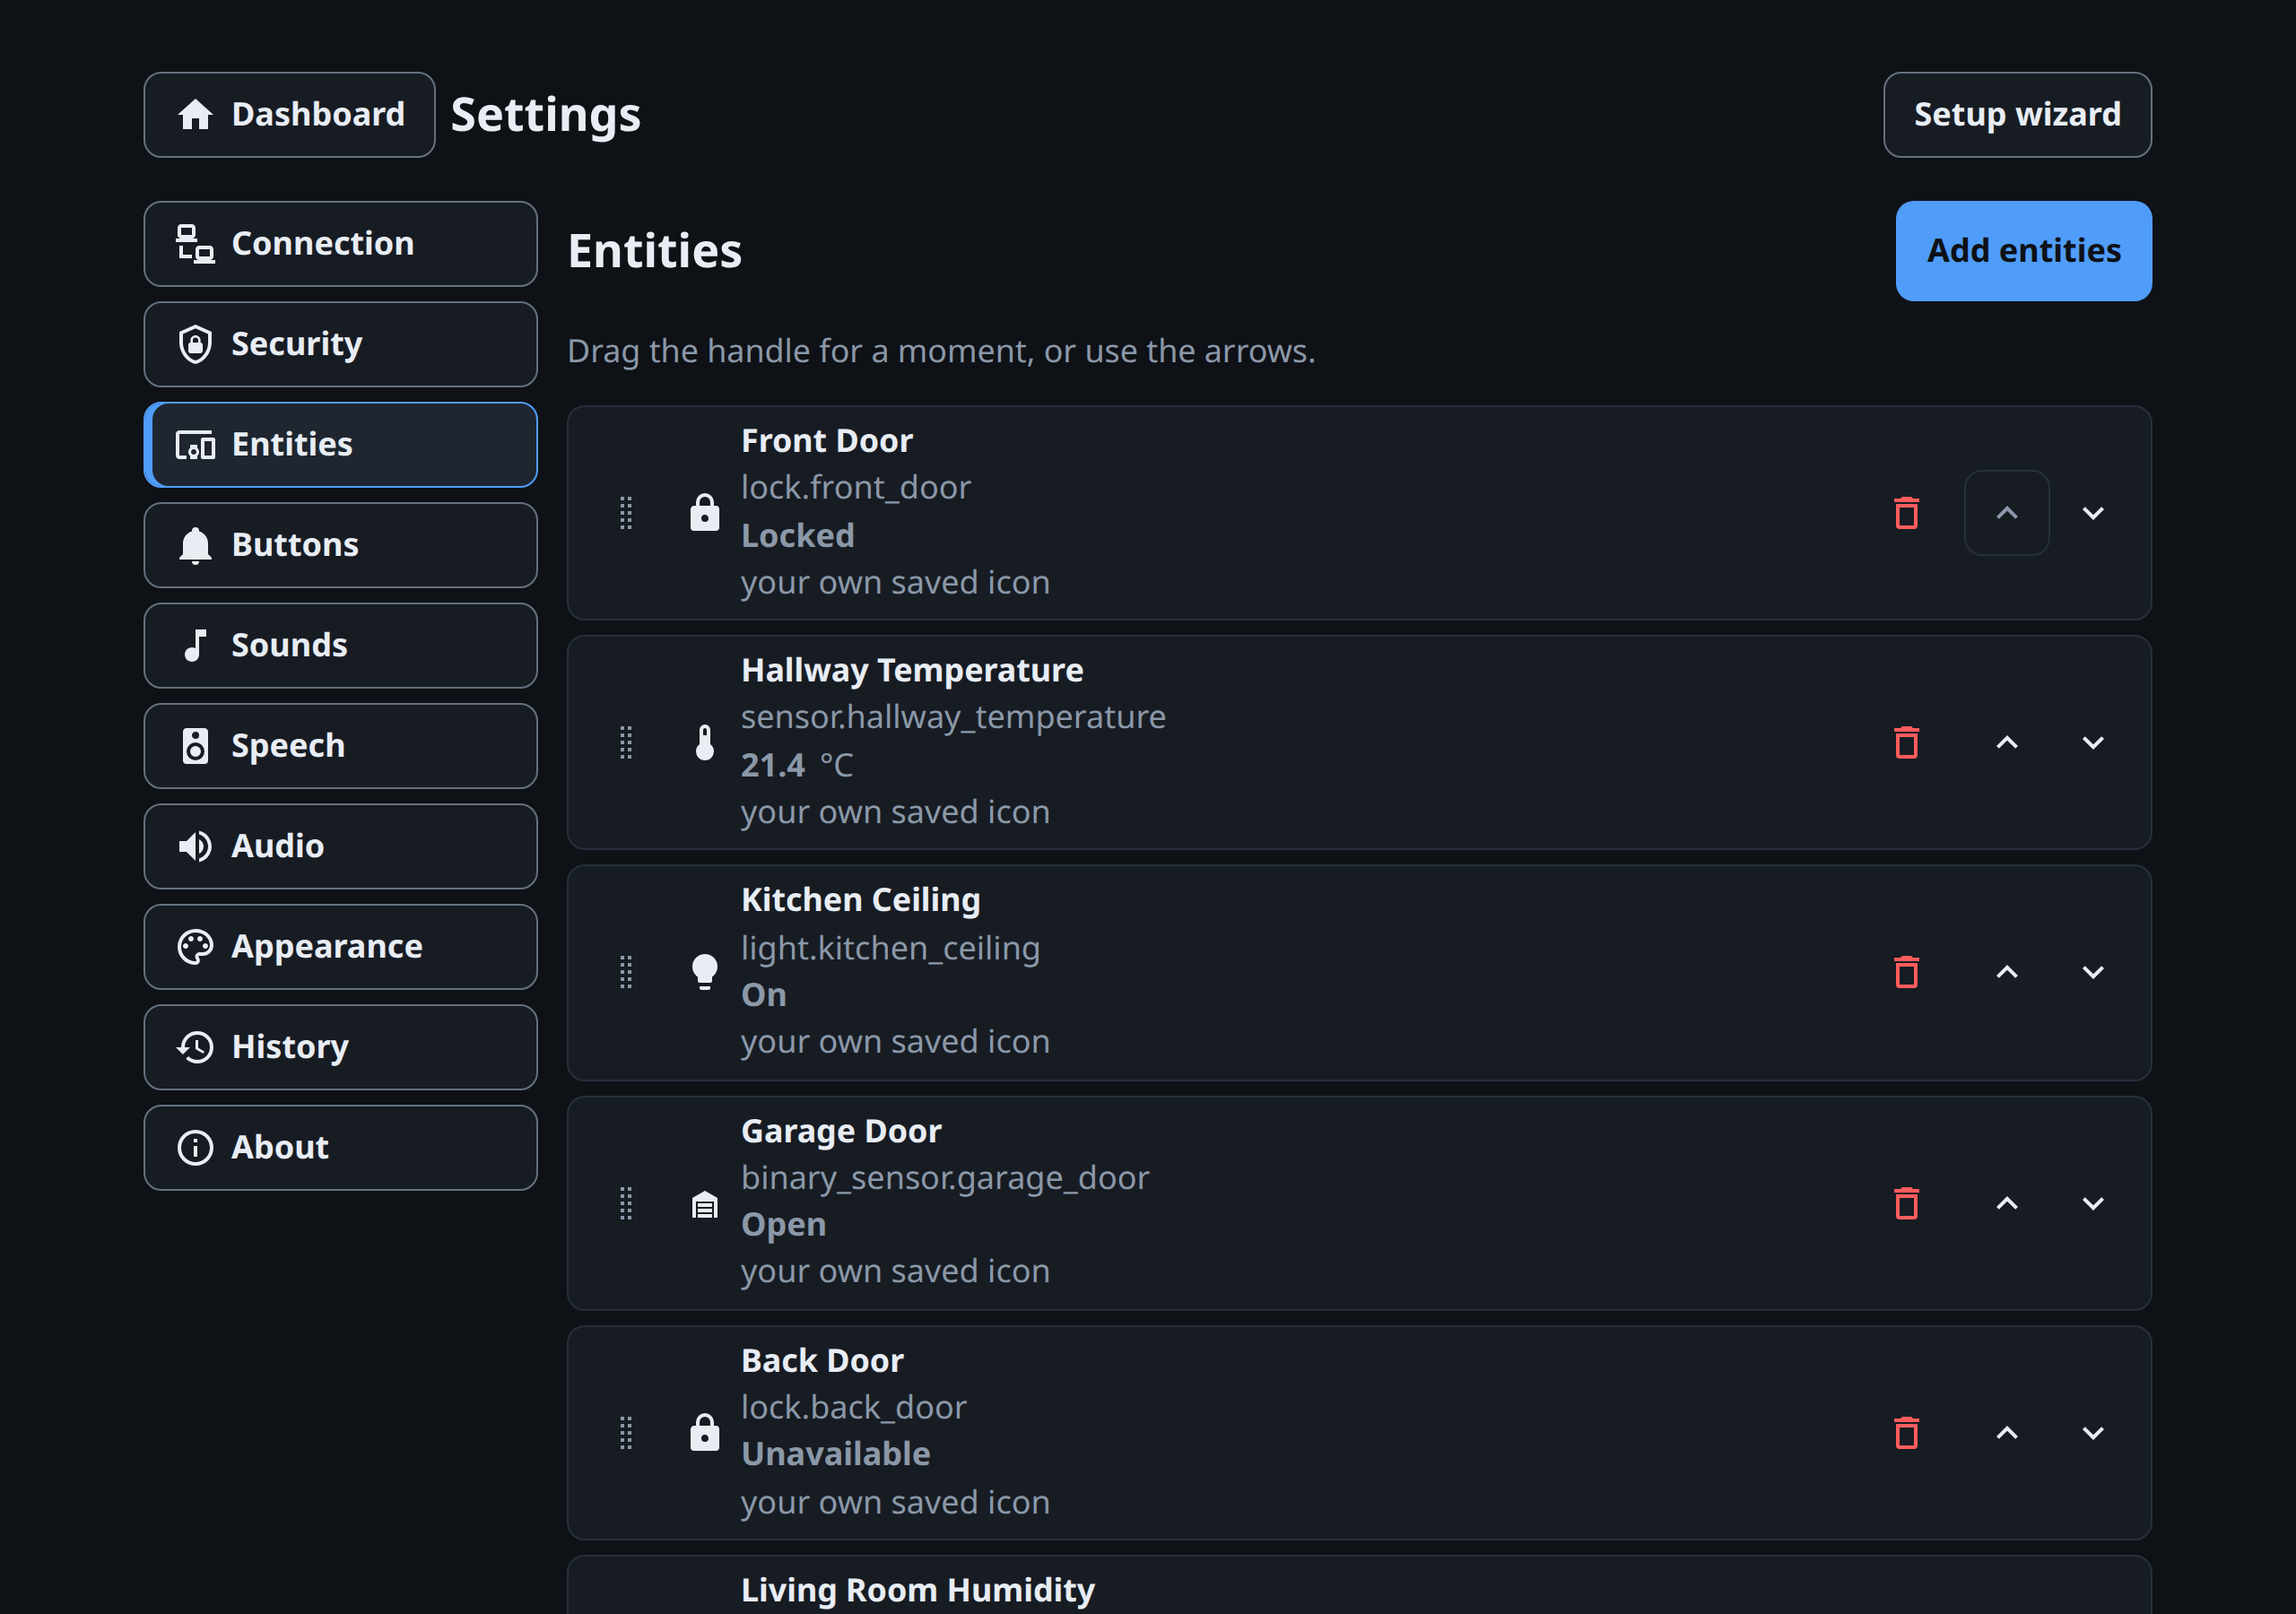 Dashboard
Settings
Setup wizard
Connection
Security
Entities
Buttons
Sounds
Speech
Audio
Appearance
History
About
Entities
Add entities
Drag the handle for a moment, or use the arrows.
Front Door
lock.front_door
Locked
your own saved icon
Hallway Temperature
sensor.hallway_temperature
21.4 °C
your own saved icon
Kitchen Ceiling
light.kitchen_ceiling
On
your own saved icon
Garage Door
binary_sensor.garage_door
Open
your own saved icon
Back Door
lock.back_door
Unavailable
your own saved icon
Living Room Humidity